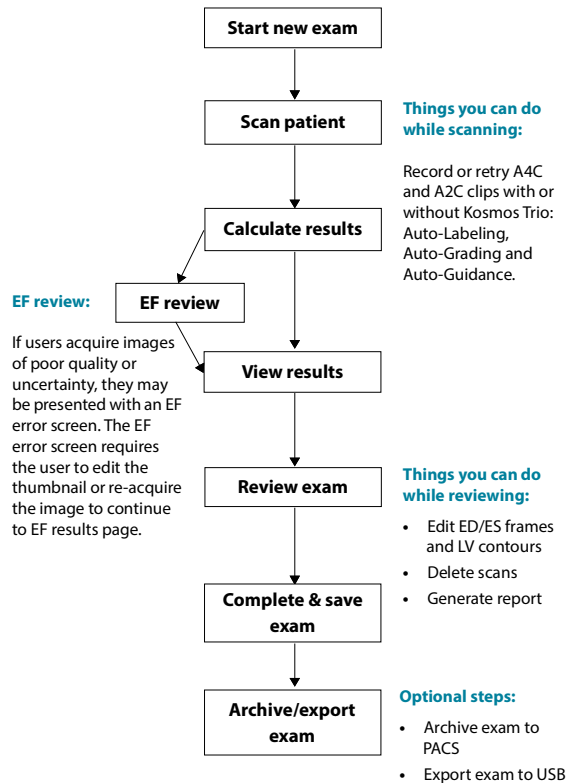 Start new exam
Scan patient
Things you can do
while scanning:
Record or retry A4C
and A2C clips with or
without Kosmos Trio:
Auto-Labeling,
Auto-Grading and
Auto-Guidance.
Calculate results
EF review:
EF review
If users acquire images
of poor quality or
uncertainty, they may
be presented with an EF
error screen. The EF
error screen requires
the user to edit the
thumbnail or re-acquire
the image to continue
to EF results page.
View results
Review exam
Things you can do
while reviewing:
• Edit ED/ES frames
and LV contours
• Delete scans
• Generate report
Complete & save
exam
Archive/export
exam
Optional steps:
• Archive exam to
PACS
• Export exam to USB